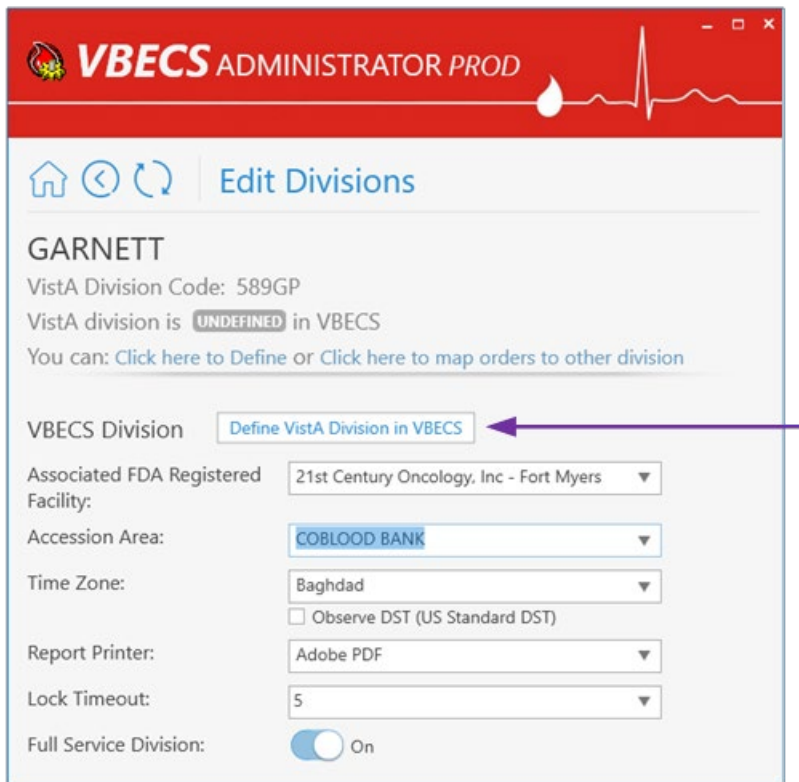 VBECS ADMINISTRATOR PROD
Edit Divisions
GARNETT
VistA Division Code: 589GP
VistA division is UNDEFINED in VBECS
You can: Click here to Define or Click here to map orders to other division
VBECS Division Define VistA Division in VBECS
Associated FDA Registered Facility: 21st Century Oncology, Inc - Fort Myers
Accession Area: COBLOOD BANK
Time Zone: Baghdad
Observe DST (US Standard DST)
Report Printer: Adobe PDF
Lock Timeout: 5
Full Service Division: On